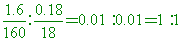 1.6/160 : 0.18/18 = 0.01 : 0.01 = 1 : 1